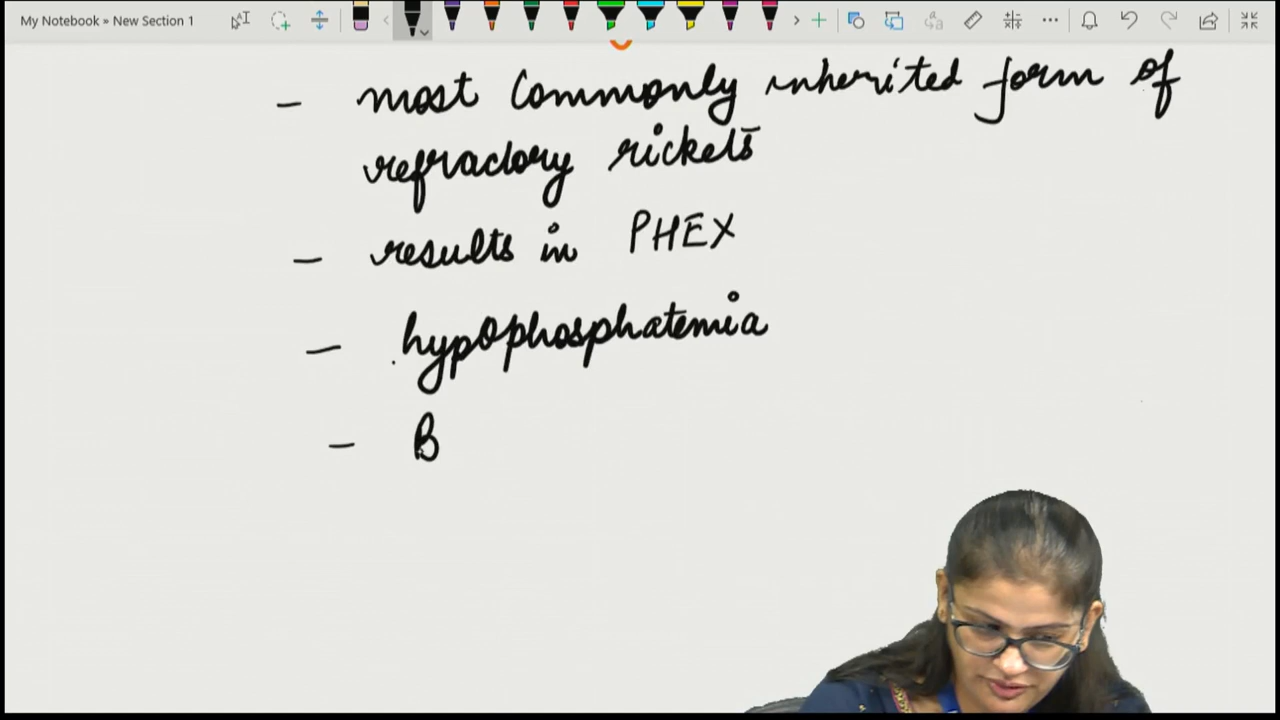 My Notebook » New Section 1
- most commonly inherited form of
refractory rickets
- results in PHEX
- hypophosphatemia
- B